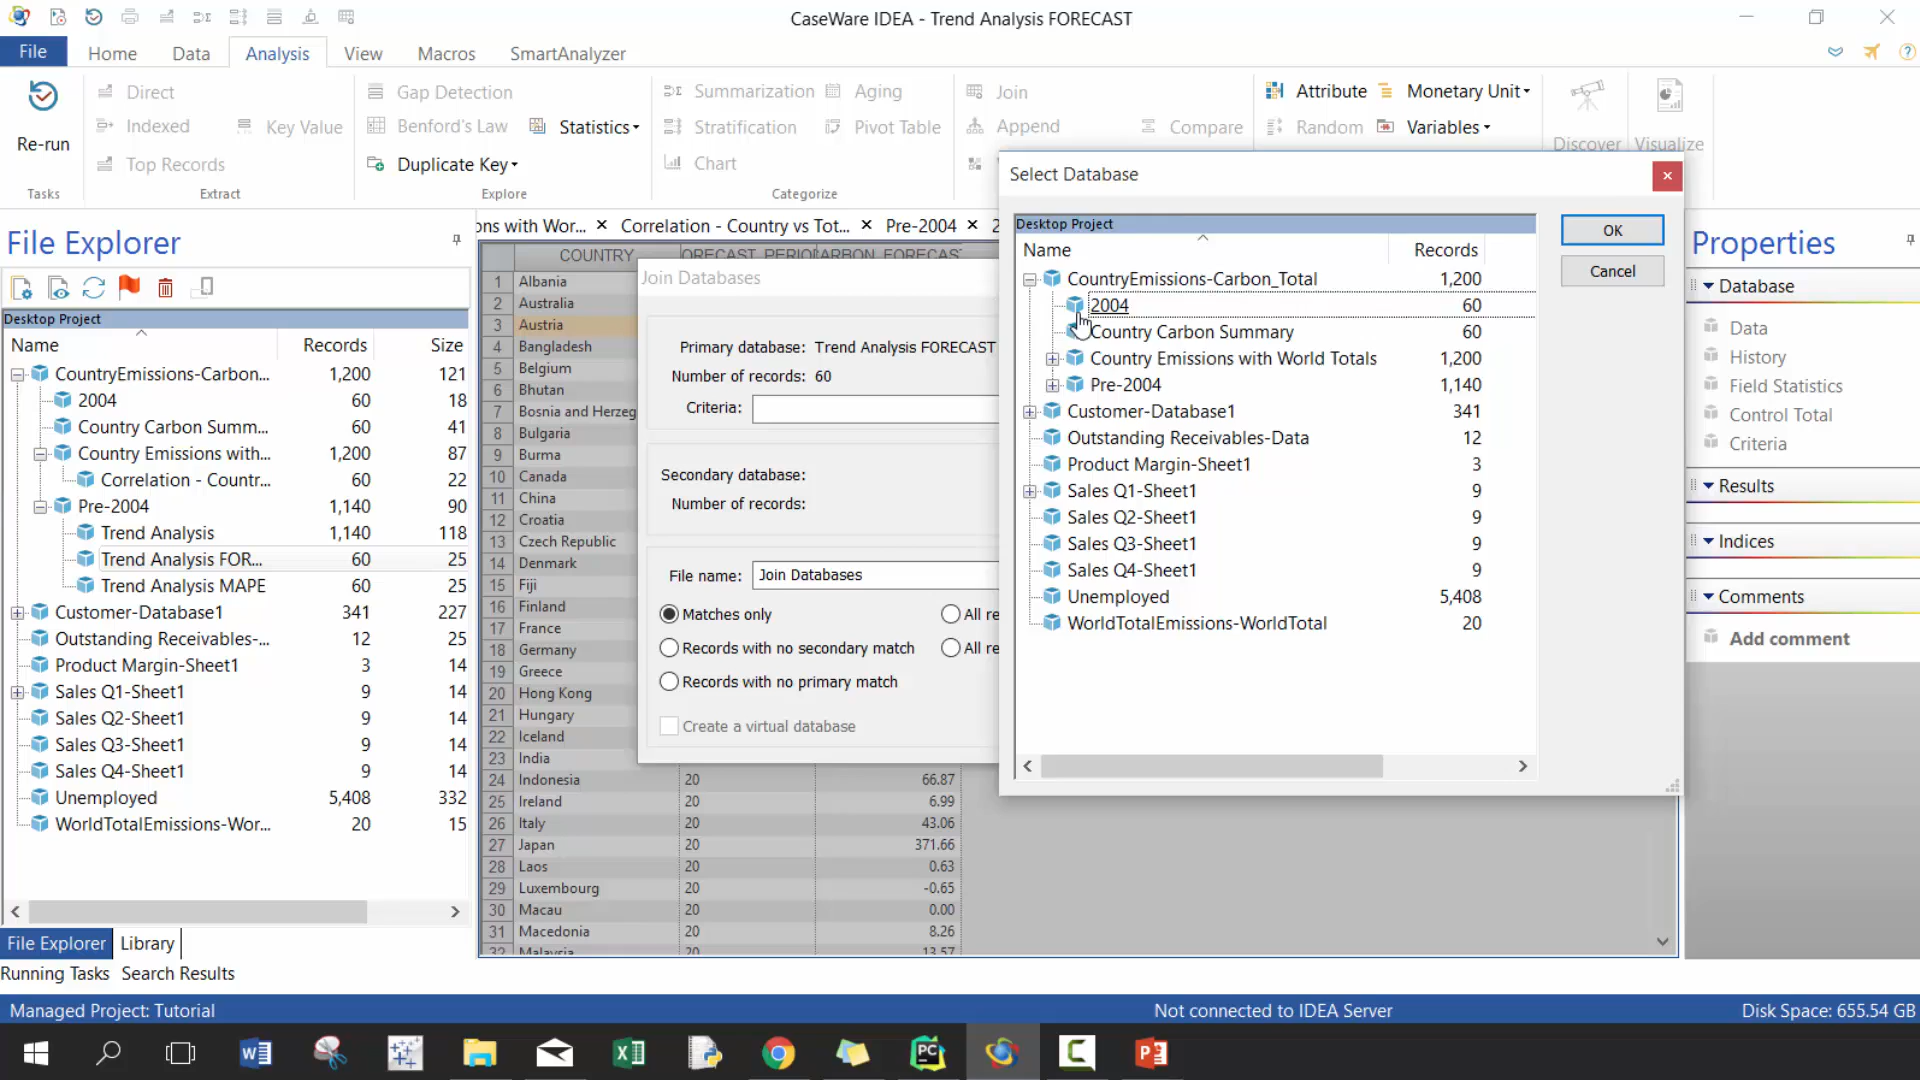 CaseWare IDEA - Trend Analysis FORECAST
File Home Data Analysis View Macros SmartAnalyzer
Re-run
Tasks
Direct
Indexed
Top Records
Key Value
Extract
Gap Detection
Benford's Law
Duplicate Key
Statistics
Explore
Summarization
Stratification
Chart
Aging
Pivot Table
Categorize
Join
Append
Compare
Attribute
Random
Monetary Unit
Variables
Discover
Visualize
File Explorer
Desktop Project
Name Records Size
CountryEmissions-Carbon... 1,200 121
2004 60 18
Country Carbon Summ... 60 41
Country Emissions with... 1,200 87
Correlation - Countr... 60 22
Pre-2004 1,140 90
Trend Analysis 1,140 118
Trend Analysis FOR... 60 25
Trend Analysis MAPE 60 25
Customer-Database1 341 227
Outstanding Receivables-... 12 25
Product Margin-Sheet1 3 14
Sales Q1-Sheet1 9 14
Sales Q2-Sheet1 9 14
Sales Q3-Sheet1 9 14
Sales Q4-Sheet1 9 14
Unemployed 5,408 332
WorldTotalEmissions-Wor... 20 15
File Explorer Library
Running Tasks Search Results
ons with Wor... Correlation - Country vs Tot... Pre-2004 2
COUNTRY
1 Albania
2 Australia
3 Austria
4 Bangladesh
5 Belgium
6 Bhutan
7 Bosnia and Herzeg
8 Bulgaria
9 Burma
10 Canada
11 China
12 Croatia
13 Czech Republic
14 Denmark
15 Fiji
16 Finland
17 France
18 Germany
19 Greece
20 Hong Kong
21 Hungary
22 Iceland
23 India
24 Indonesia 20 66.87
25 Ireland 20 6.99
26 Italy 20 43.06
27 Japan 20 371.66
28 Laos 20 0.63
29 Luxembourg 20 -0.65
30 Macau 20 0.00
31 Macedonia 20 8.26
32 Malaysia 20 13.57
Join Databases
Primary database: Trend Analysis FORECAST
Number of records: 60
Criteria:
Secondary database:
Number of records:
File name: Join Databases
Matches only All re
Records with no secondary match All re
Records with no primary match
Create a virtual database
Select Database
Desktop Project
Name Records
CountryEmissions-Carbon_Total 1,200
2004 60
Country Carbon Summary 60
Country Emissions with World Totals 1,200
Pre-2004 1,140
Customer-Database1 341
Outstanding Receivables-Data 12
Product Margin-Sheet1 3
Sales Q1-Sheet1 9
Sales Q2-Sheet1 9
Sales Q3-Sheet1 9
Sales Q4-Sheet1 9
Unemployed 5,408
WorldTotalEmissions-WorldTotal 20
OK
Cancel
Properties
Database
Data
History
Field Statistics
Control Total
Criteria
Results
Indices
Comments
Add comment
Managed Project: Tutorial Not connected to IDEA Server Disk Space: 655.54 GB